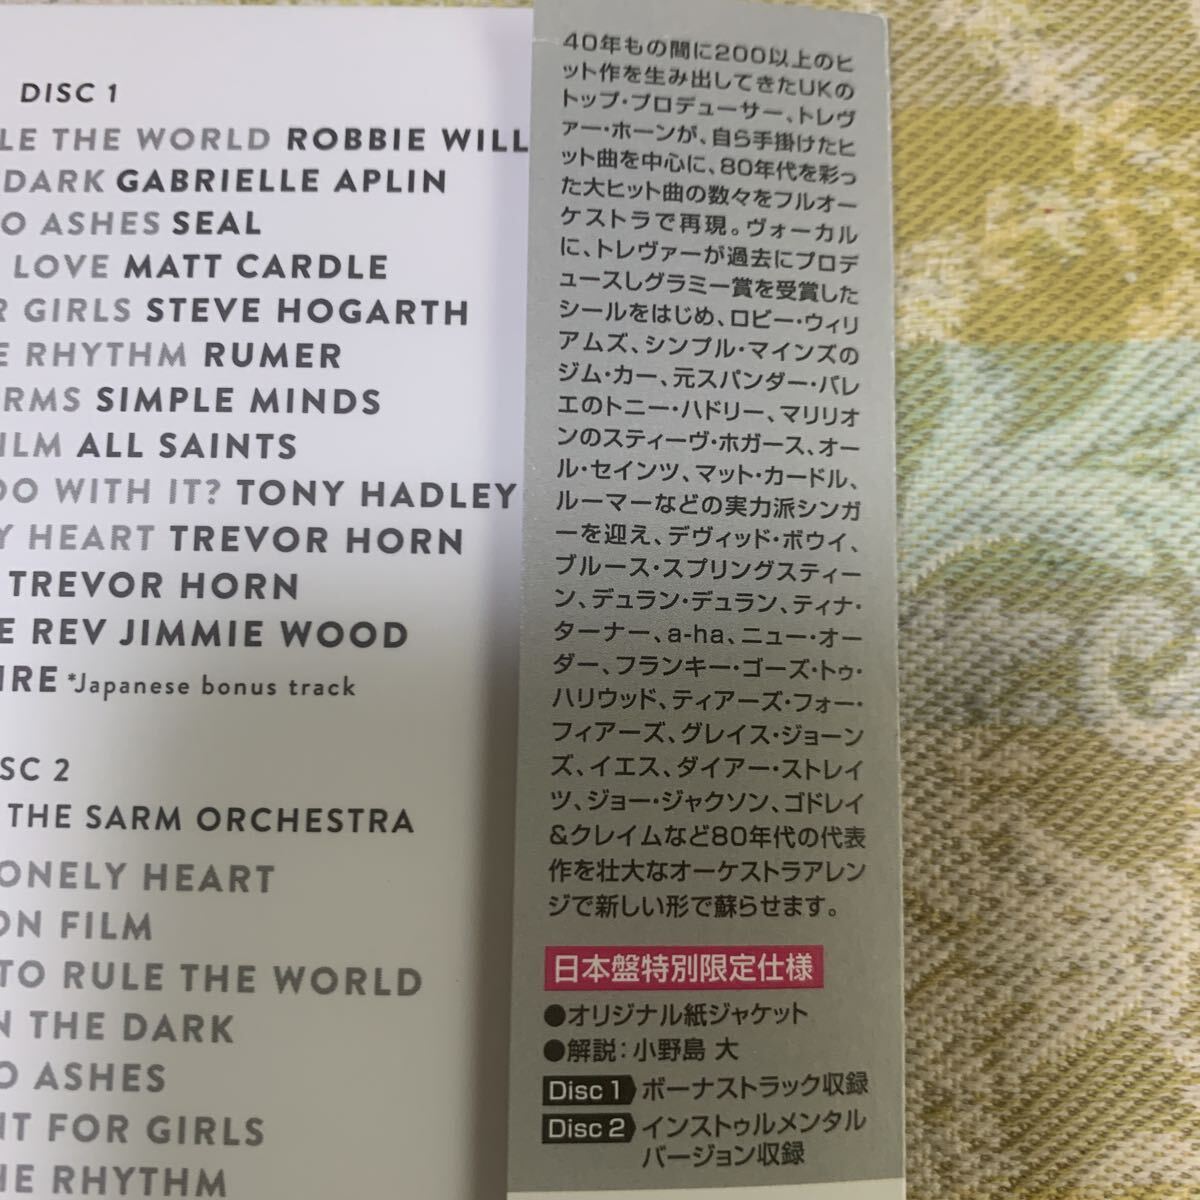 DISC 1
LE THE WORLD ROBBIE WILL
DARK GABRIELLE APLIN
O ASHES SEAL
LOVE MATT CARDLE
R GIRLS STEVE HOGARTH
E RHYTHM RUMER
RMS SIMPLE MINDS
ILM ALL SAINTS
DO WITH IT? TONY HADLEY
Y HEART TREVOR HORN
TREVOR HORN
E REV JIMMIE WOOD
IRE *Japanese bonus track
SC 2
THE SARM ORCHESTRA
ONELY HEART
ON FILM
TO RULE THE WORLD
N THE DARK
O ASHES
HT FOR GIRLS
HE RHYTHM
40年もの間に200以上のヒ
ット作を生み出してきたUKの
トップ・プロデューサー、トレヴ
ァー・ホーンが、自ら手掛けたヒ
ット曲を中心に、80年代を彩っ
た大ヒット曲の数々をフルオー
ケストラで再現。ヴォーカル
に、トレヴァーが過去にプロデ
ュースしグラミー賞を受賞した
シールをはじめ、ロビー・ウィリ
アムズ、シンプル・マインズの
ジム・カー、元スパンダー・バレ
エのトニー・ハドリー、マリリオ
ンのスティーヴ・ホガース、オー
ル・セインツ、マット・カードル、
ルーマーなどの実力派シンガ
ーを迎え、デヴィッド・ボウイ、
ブルース・スプリングスティー
ン、デュラン・デュラン、ティナ・
ターナー、a-ha、ニュー・オー
ダー、フランキー・ゴーズ・トゥ・
ハリウッド、ティアーズ・フォー・
フィアーズ、グレイス・ジョーン
ズ、イエス、ダイアー・ストレイ
ツ、ジョー・ジャクソン、ゴドレイ
&クレイムなど80年代の代表
作を壮大なオーケストラアレン
ジで新しい形で蘇らせます。
日本盤特別限定仕様
●オリジナル紙ジャケット
●解説：小野島 大
Disc 1 ボーナストラック収録
Disc 2 インストゥルメンタル
バージョン収録